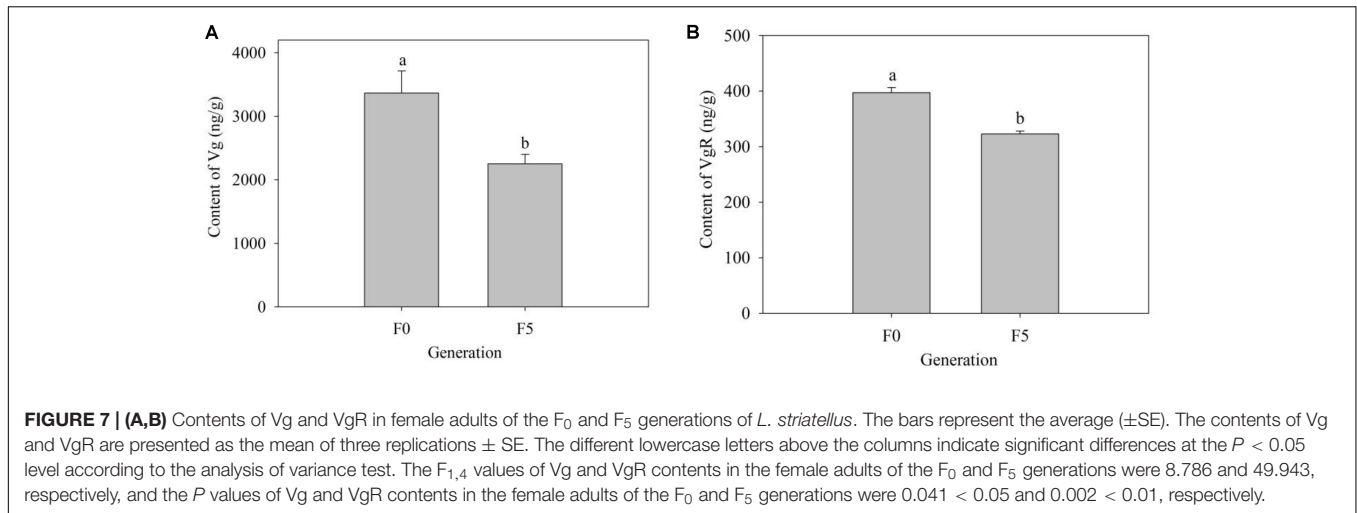 A
4000
3000
2000
1000
0
Content of Vg (ng/g)
a
b
F0
F5
Generation
B
500
400
300
200
100
0
Content of VgR (ng/g)
a
b
F0
F5
Generation
FIGURE 7 | (A,B) Contents of Vg and VgR in female adults of the F0 and F5 generations of L. striatellus. The bars represent the average (±SE). The contents of Vg
and VgR are presented as the mean of three replications ± SE. The different lowercase letters above the columns indicate significant differences at the P < 0.05
level according to the analysis of variance test. The F1,4 values of Vg and VgR contents in the female adults of the F0 and F5 generations were 8.786 and 49.943,
respectively, and the P values of Vg and VgR contents in the female adults of the F0 and F5 generations were 0.041 < 0.05 and 0.002 < 0.01, respectively.